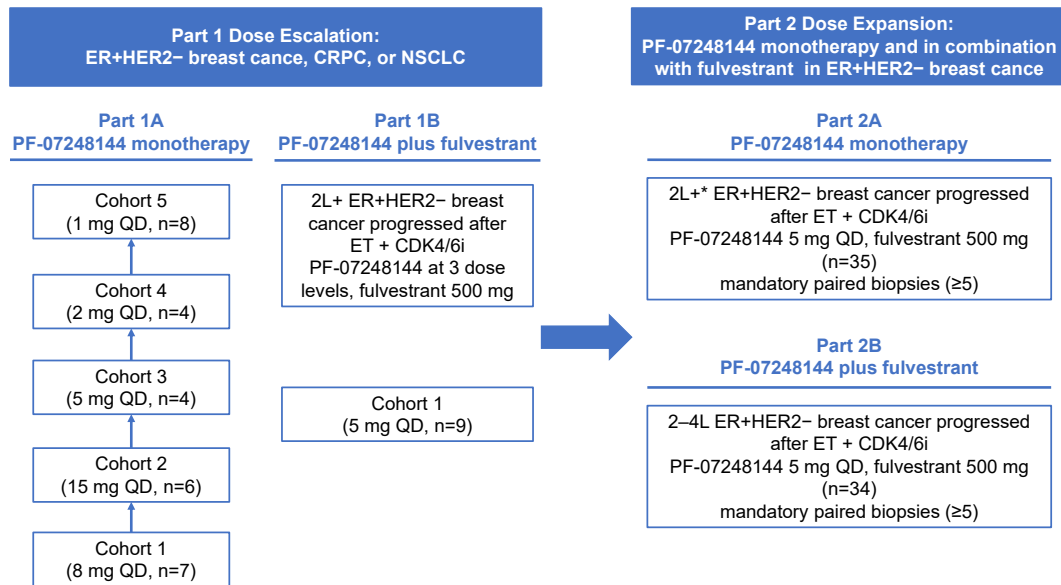 Part 1 Dose Escalation:
ER+HER2− breast cance, CRPC, or NSCLC
Part 1A
PF-07248144 monotherapy
Cohort 5
(1 mg QD, n=8)
Cohort 4
(2 mg QD, n=4)
Cohort 3
(5 mg QD, n=4)
Cohort 2
(15 mg QD, n=6)
Cohort 1
(8 mg QD, n=7)
Part 1B
PF-07248144 plus fulvestrant
2L+ ER+HER2− breast
cancer progressed after
ET + CDK4/6i
PF-07248144 at 3 dose
levels, fulvestrant 500 mg
Cohort 1
(5 mg QD, n=9)
Part 2 Dose Expansion:
PF-07248144 monotherapy and in combination
with fulvestrant in ER+HER2− breast cance
Part 2A
PF-07248144 monotherapy
2L+* ER+HER2− breast cancer progressed
after ET + CDK4/6i
PF-07248144 5 mg QD, fulvestrant 500 mg
(n=35)
mandatory paired biopsies (≥5)
Part 2B
PF-07248144 plus fulvestrant
2–4L ER+HER2− breast cancer progressed
after ET + CDK4/6i
PF-07248144 5 mg QD, fulvestrant 500 mg
(n=34)
mandatory paired biopsies (≥5)